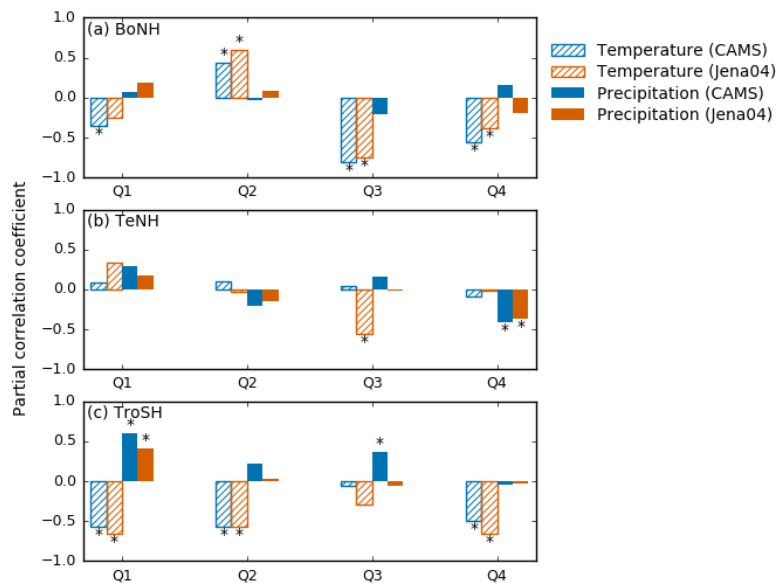 Partial correlation coefficient
1.0
(a) BoNH
0.5
0.0
−0.5
−1.0
* * * * * * *
Q1 Q2 Q3 Q4
Temperature (CAMS)
Temperature (Jena04)
Precipitation (CAMS)
Precipitation (Jena04)
1.0
(b) TeNH
0.5
0.0
−0.5
−1.0
* * *
Q1 Q2 Q3 Q4
1.0
(c) TroSH
0.5
0.0
−0.5
−1.0
* * * * * * * * *
Q1 Q2 Q3 Q4